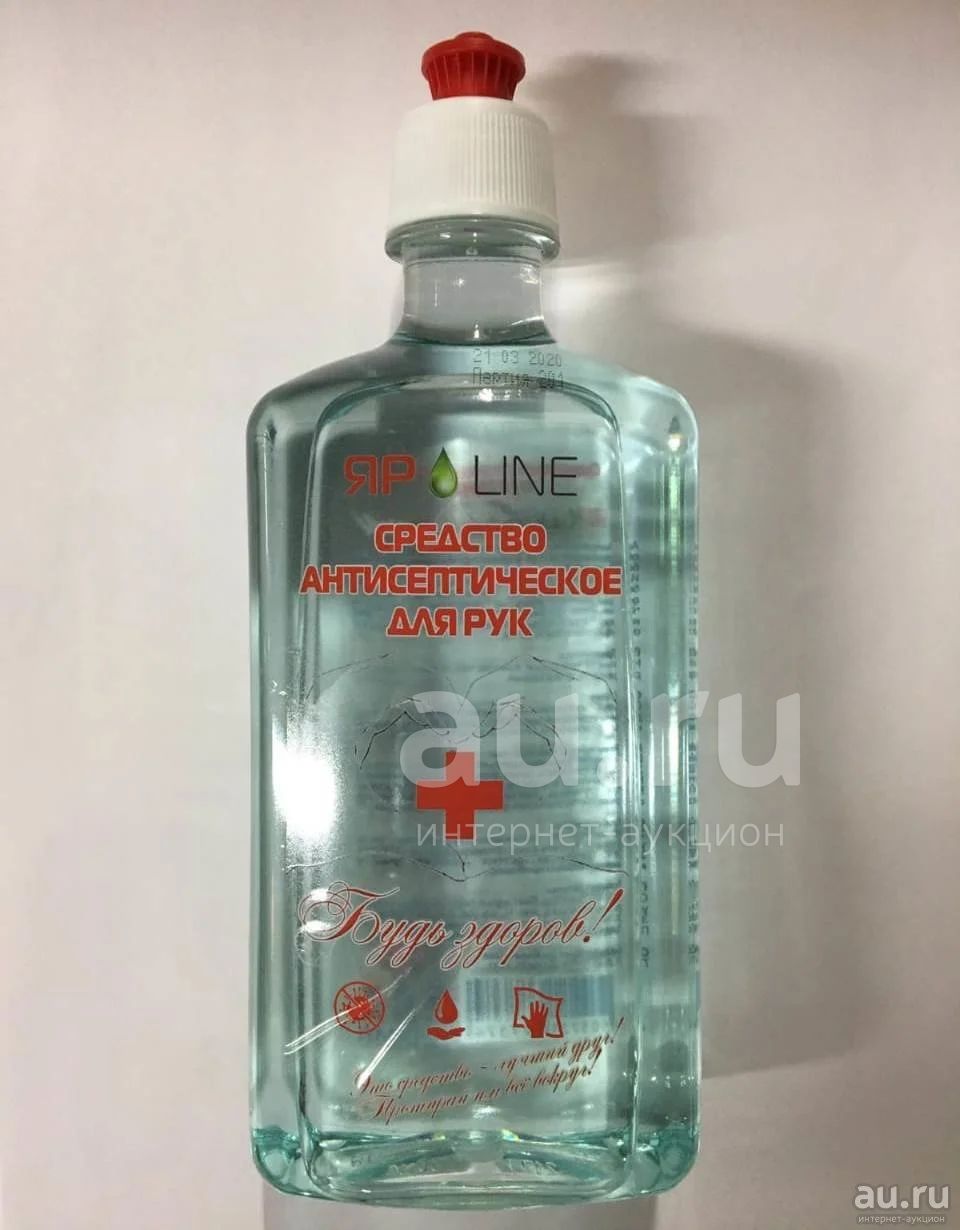 21 03 2020
Партия 201
ЯР LINE
СРЕДСТВО
АНТИСЕПТИЧЕСКОЕ
ДЛЯ РУК
au.ru
интернет-аукцион
Будь здоров!
Это средство - лучший друг!
Протирай им всё вокруг!
au.ru
интернет-аукцион